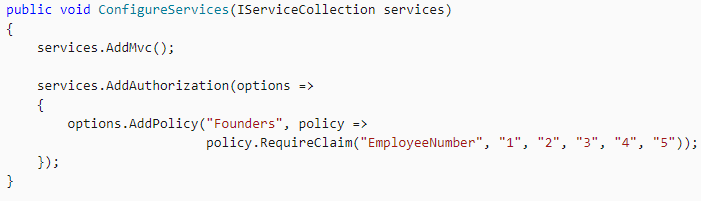 public void ConfigureServices(IServiceCollection services)
{
    services.AddMvc();

    services.AddAuthorization(options =>
    {
        options.AddPolicy("Founders", policy =>
                          policy.RequireClaim("EmployeeNumber", "1", "2", "3", "4", "5"));
    });
}